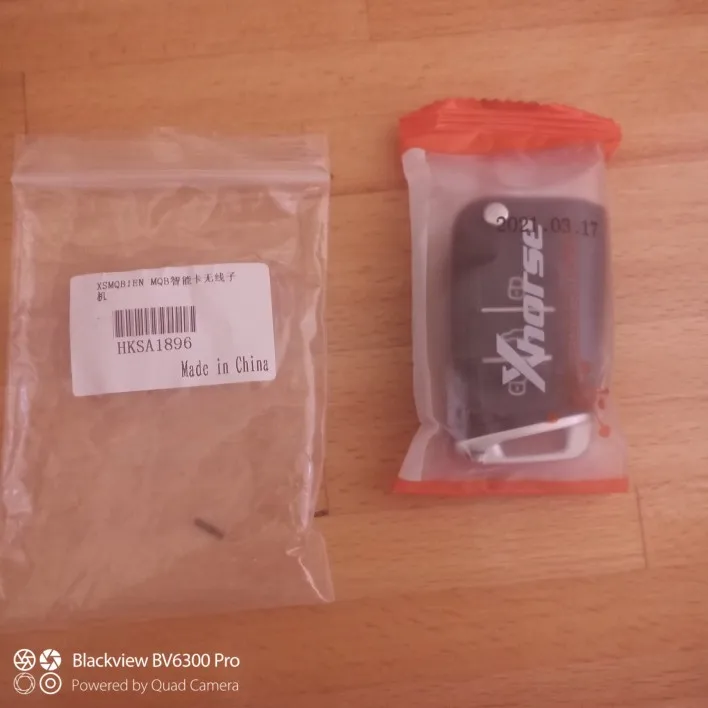 XSMQB1EN MQB智能卡无线子
机
HKSA1896
Made in China
2021.03.17
Xhorse
Blackview BV6300 Pro
Powered by Quad Camera